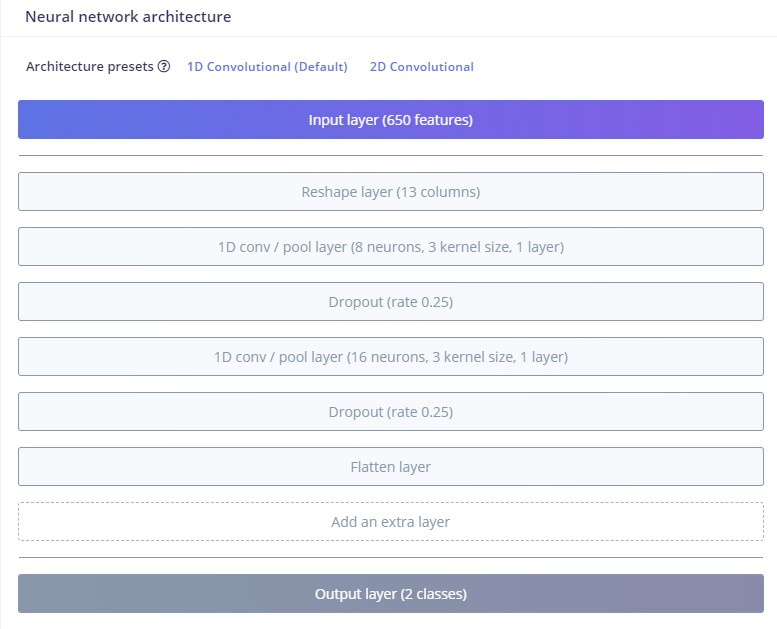 Neural network architecture
Architecture presets ? 1D Convolutional (Default) 2D Convolutional
Input layer (650 features)
Reshape layer (13 columns)
1D conv / pool layer (8 neurons, 3 kernel size, 1 layer)
Dropout (rate 0.25)
1D conv / pool layer (16 neurons, 3 kernel size, 1 layer)
Dropout (rate 0.25)
Flatten layer
Add an extra layer
Output layer (2 classes)